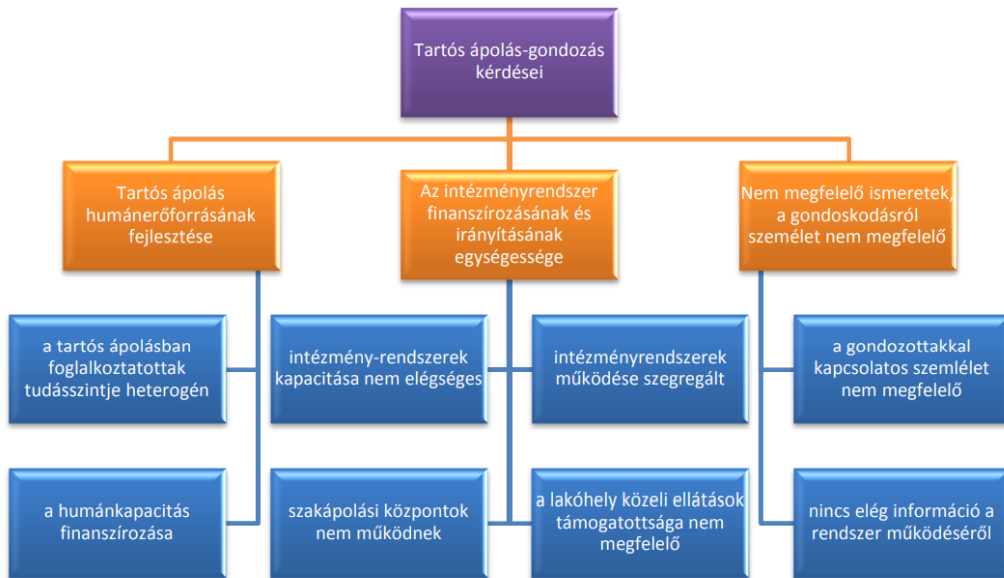 Tartós ápolás-gondozás
kérdései
Tartós ápolás
humánerőforrásának
fejlesztése
Az intézményrendszer
finanszírozásának és
irányításának
egységessége
Nem megfelelő ismeretek,
a gondoskodásról
személet nem megfelelő
a tartós ápolásban
foglalkoztatottak
tudásszintje heterogén
intézmény-rendszerek
kapacitása nem elégséges
intézményrendszerek
működése szegregált
a gondozottakkal
kapcsolatos szemlélet
nem megfelelő
a humánkapacitás
finanszírozása
szakápolási központok
nem működnek
a lakóhely közeli ellátások
támogatottsága nem
megfelelő
nincs elég információ a
rendszer működéséről